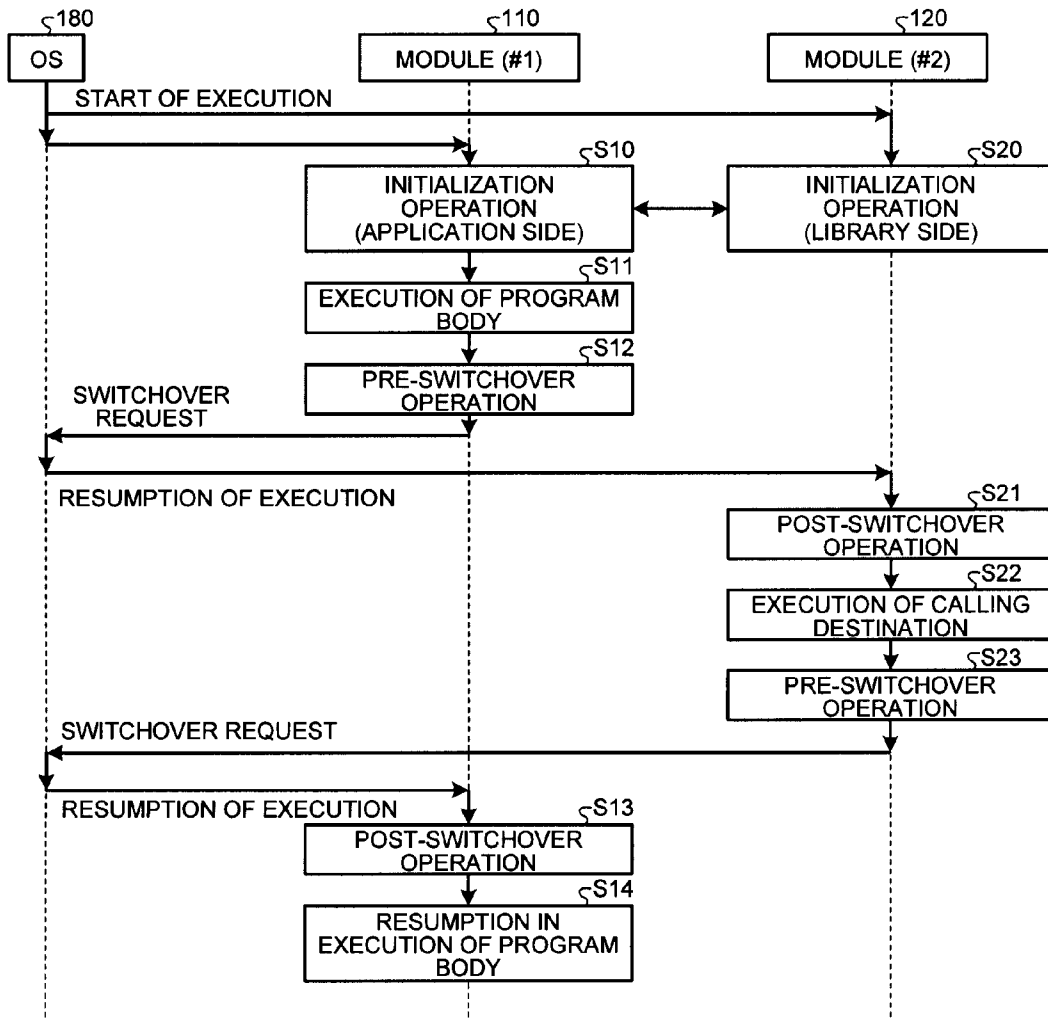 180
110
120
OS
MODULE (#1)
MODULE (#2)
START OF EXECUTION
S10
S20
INITIALIZATION
OPERATION
(APPLICATION SIDE)
INITIALIZATION
OPERATION
(LIBRARY SIDE)
S11
EXECUTION OF PROGRAM
BODY
S12
PRE-SWITCHOVER
OPERATION
SWITCHOVER
REQUEST
RESUMPTION OF EXECUTION
S21
POST-SWITCHOVER
OPERATION
S22
EXECUTION OF CALLING
DESTINATION
S23
PRE-SWITCHOVER
OPERATION
SWITCHOVER REQUEST
RESUMPTION OF EXECUTION
S13
POST-SWITCHOVER
OPERATION
S14
RESUMPTION IN
EXECUTION OF PROGRAM
BODY